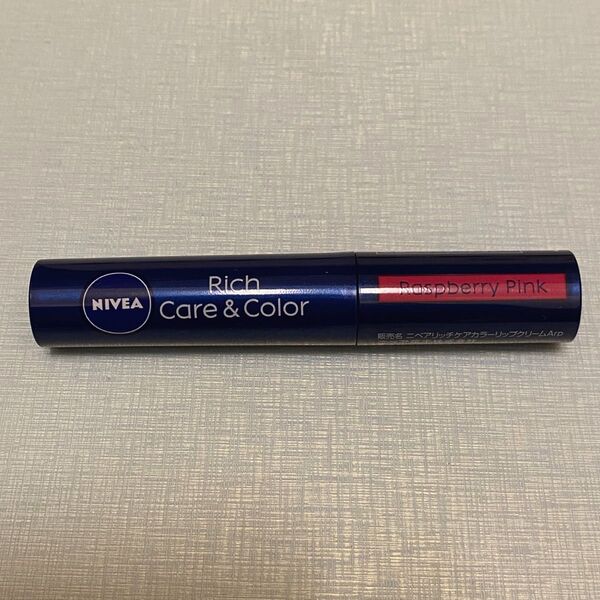 NIVEA
Rich
Care & Color
Raspberry Pink
販売名 ニベアリッチケアカラーリップクリームArp